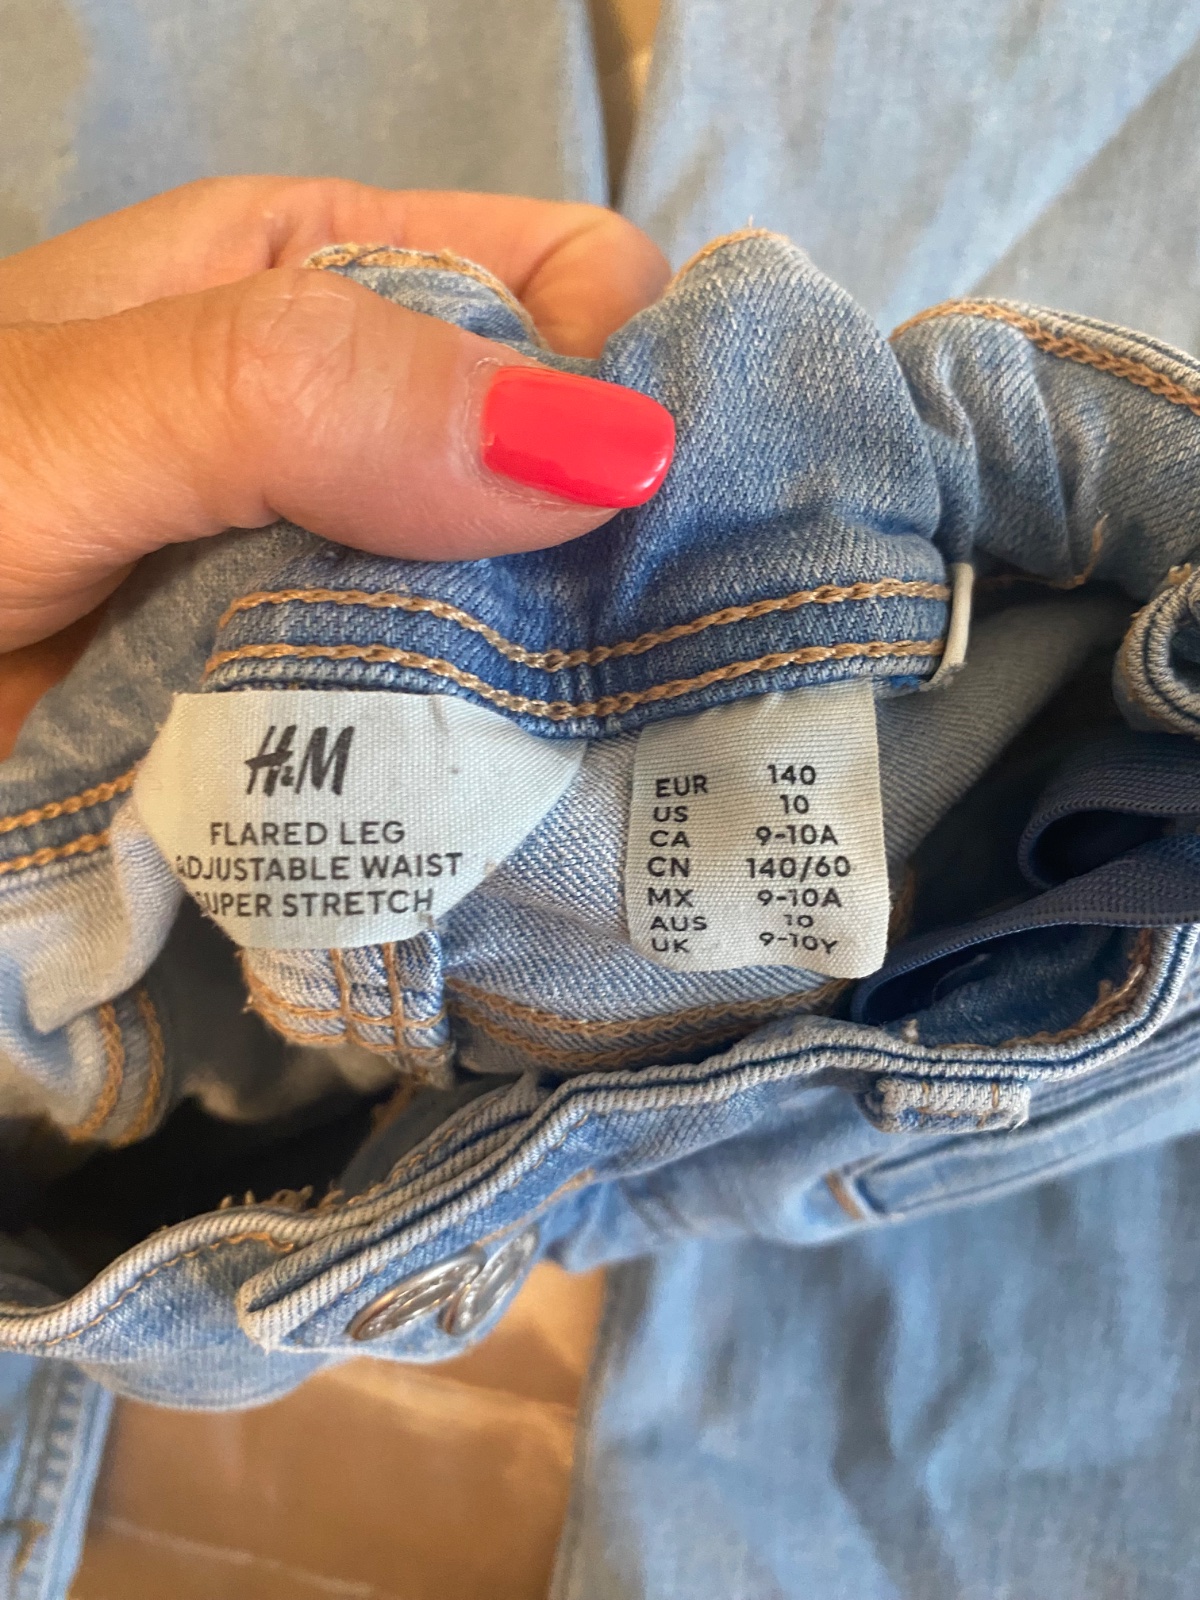 H&M
FLARED LEG
ADJUSTABLE WAIST
SUPER STRETCH
EUR 140
US 10
CA 9-10A
CN 140/60
MX 9-10A
AUS 10
UK 9-10Y